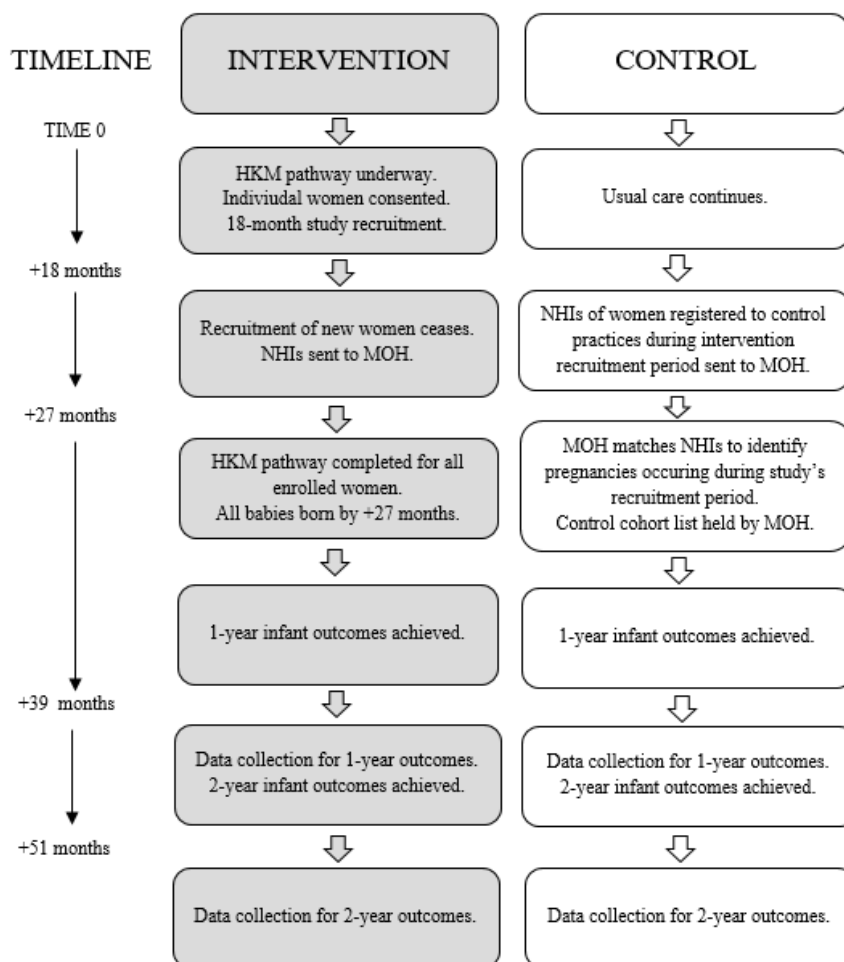 TIMELINE
INTERVENTION
CONTROL
TIME 0
HKM pathway underway.
Indiviudal women consented.
18-month study recruitment.
Usual care continues.
+18 months
Recruitment of new women ceases.
NHIs sent to MOH.
NHIs of women registered to control
practices during intervention
recruitment period sent to MOH.
+27 months
HKM pathway completed for all
enrolled women.
All babies born by +27 months.
MOH matches NHIs to identify
pregnancies occuring during study's
recruitment period.
Control cohort list held by MOH.
1-year infant outcomes achieved.
1-year infant outcomes achieved.
+39 months
Data collection for 1-year outcomes.
2-year infant outcomes achieved.
Data collection for 1-year outcomes.
2-year infant outcomes achieved.
+51 months
Data collection for 2-year outcomes.
Data collection for 2-year outcomes.